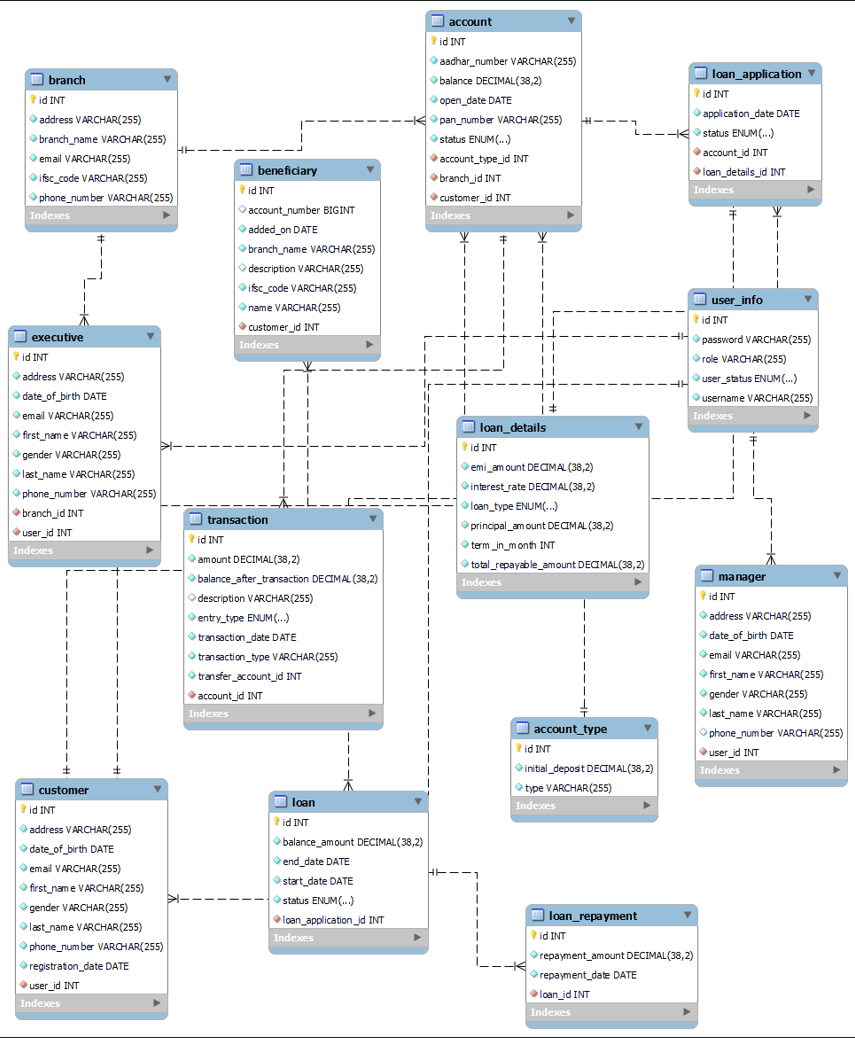 account
id INT
aadhar_number VARCHAR(255)
balance DECIMAL(38,2)
open_date DATE
pan_number VARCHAR(255)
status ENUM(...)
account_type_id INT
branch_id INT
customer_id INT
Indexes
branch
id INT
address VARCHAR(255)
branch_name VARCHAR(255)
email VARCHAR(255)
ifsc_code VARCHAR(255)
phone_number VARCHAR(255)
Indexes
loan_application
id INT
application_date DATE
status ENUM(...)
account_id INT
loan_details_id INT
Indexes
beneficiary
id INT
account_number BIGINT
added_on DATE
branch_name VARCHAR(255)
description VARCHAR(255)
ifsc_code VARCHAR(255)
name VARCHAR(255)
customer_id INT
Indexes
user_info
id INT
password VARCHAR(255)
role VARCHAR(255)
user_status ENUM(...)
username VARCHAR(255)
Indexes
executive
id INT
address VARCHAR(255)
date_of_birth DATE
email VARCHAR(255)
first_name VARCHAR(255)
gender VARCHAR(255)
last_name VARCHAR(255)
phone_number VARCHAR(255)
branch_id INT
user_id INT
Indexes
loan_details
id INT
emi_amount DECIMAL(38,2)
interest_rate DECIMAL(38,2)
loan_type ENUM(...)
principal_amount DECIMAL(38,2)
term_in_month INT
total_repayable_amount DECIMAL(38,2)
Indexes
transaction
id INT
amount DECIMAL(38,2)
balance_after_transaction DECIMAL(38,2)
description VARCHAR(255)
entry_type ENUM(...)
transaction_date DATE
transaction_type VARCHAR(255)
transfer_account_id INT
account_id INT
Indexes
manager
id INT
address VARCHAR(255)
date_of_birth DATE
email VARCHAR(255)
first_name VARCHAR(255)
gender VARCHAR(255)
last_name VARCHAR(255)
phone_number VARCHAR(255)
user_id INT
Indexes
account_type
id INT
initial_deposit DECIMAL(38,2)
type VARCHAR(255)
Indexes
customer
id INT
address VARCHAR(255)
date_of_birth DATE
email VARCHAR(255)
first_name VARCHAR(255)
gender VARCHAR(255)
last_name VARCHAR(255)
phone_number VARCHAR(255)
registration_date DATE
user_id INT
Indexes
loan
id INT
balance_amount DECIMAL(38,2)
end_date DATE
start_date DATE
status ENUM(...)
loan_application_id INT
Indexes
loan_repayment
id INT
repayment_amount DECIMAL(38,2)
repayment_date DATE
loan_id INT
Indexes